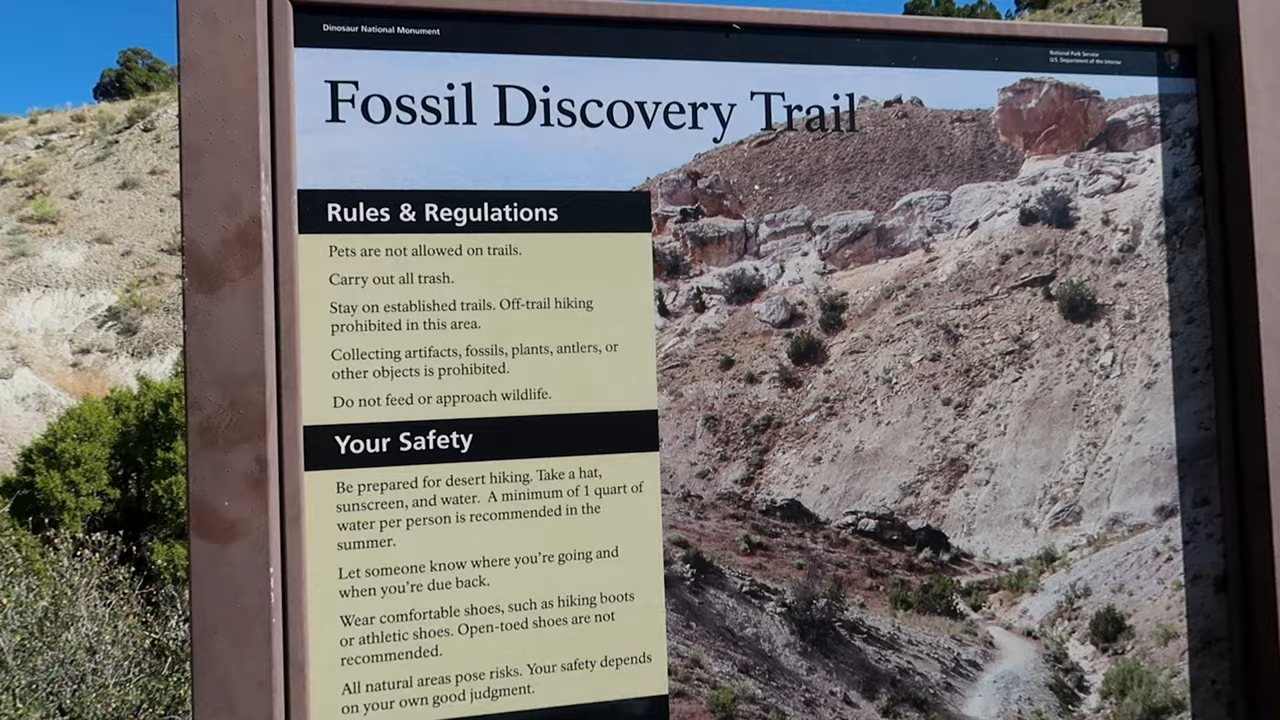 Dinosaur National Monument
National Park Service
U.S. Department of the Interior
Fossil Discovery Trail
Rules & Regulations
Pets are not allowed on trails.
Carry out all trash.
Stay on established trails. Off-trail hiking
prohibited in this area.
Collecting artifacts, fossils, plants, antlers, or
other objects is prohibited.
Do not feed or approach wildlife.
Your Safety
Be prepared for desert hiking. Take a hat,
sunscreen, and water. A minimum of 1 quart of
water per person is recommended in the
summer.
Let someone know where you're going and
when you're due back.
Wear comfortable shoes, such as hiking boots
or athletic shoes. Open-toed shoes are not
recommended.
All natural areas pose risks. Your safety depends
on your own good judgment.